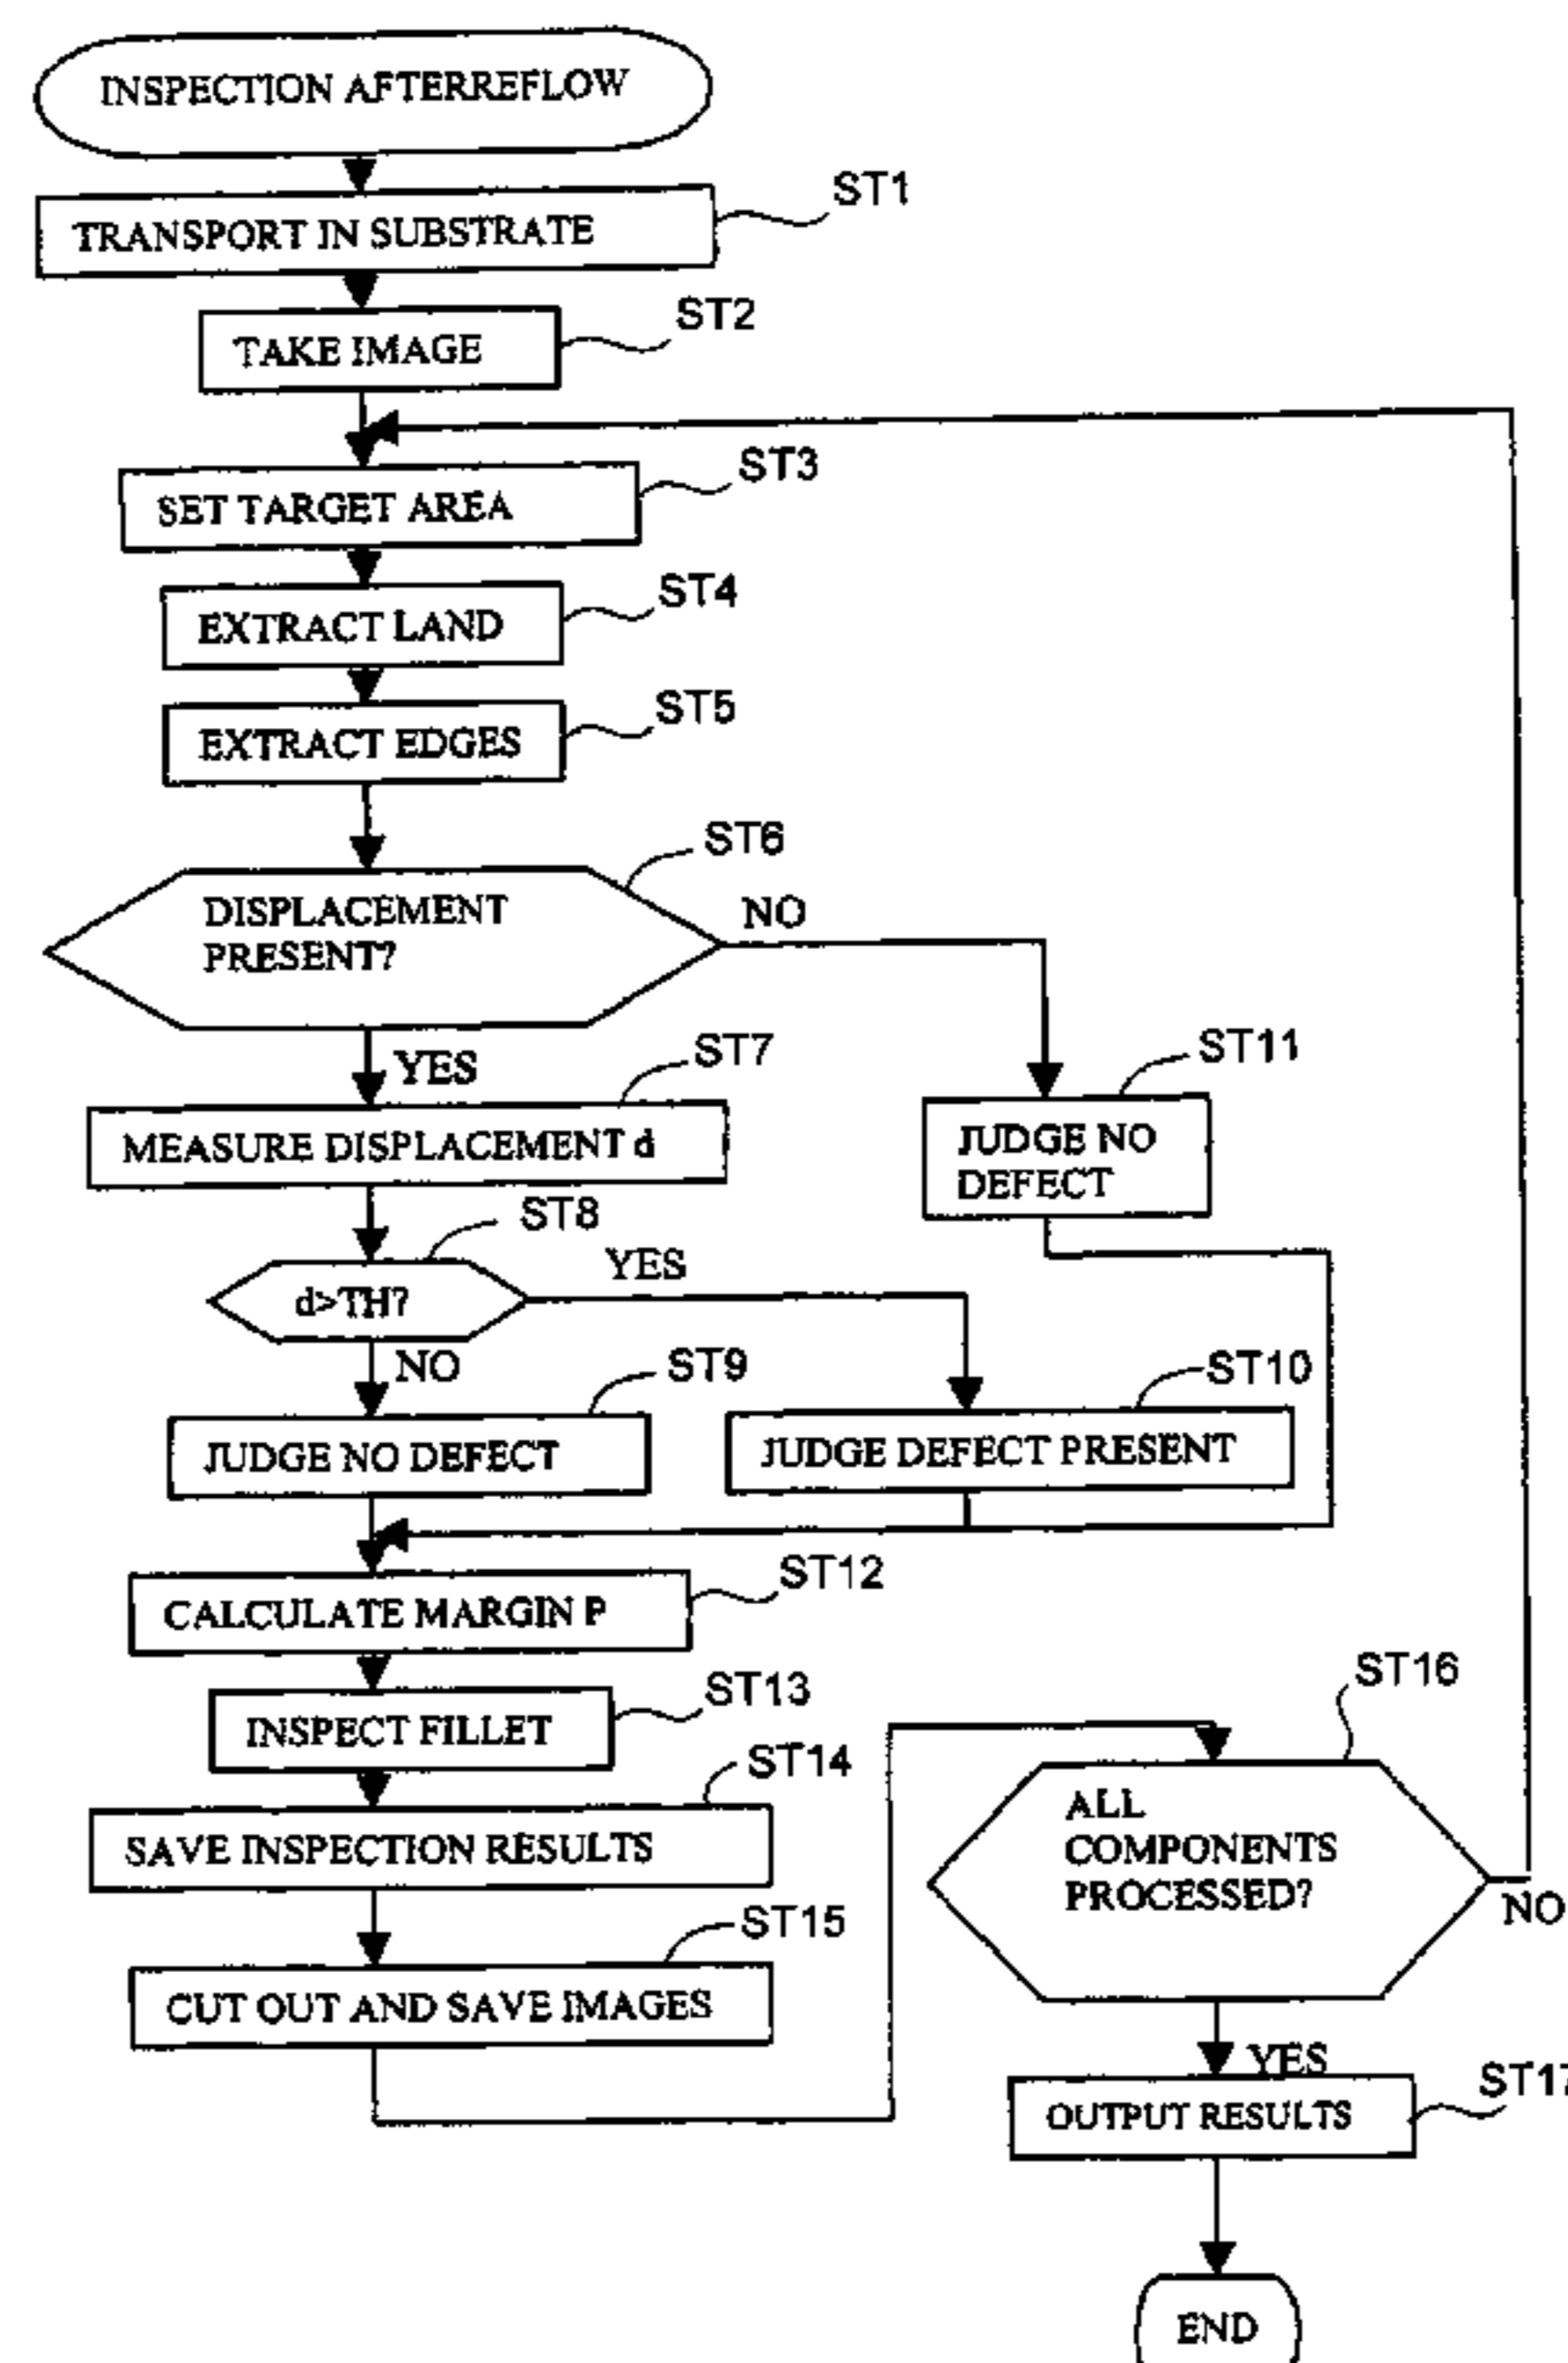 INSPECTION AFTERREFLOW
TRANSPORT IN SUBSTRATE
ST1
TAKE IMAGE
ST2
SET TARGET AREA
ST3
EXTRACT LAND
ST4
EXTRACT EDGES
ST5
DISPLACEMENT
PRESENT?
ST6
NO
YES
MEASURE DISPLACEMENT d
ST7
JUDGE NO
DEFECT
ST11
d>TH?
ST8
YES
NO
JUDGE NO DEFECT
ST9
JUDGE DEFECT PRESENT
ST10
CALCULATE MARGIN P
ST12
INSPECT FILLET
ST13
SAVE INSPECTION RESULTS
ST14
CUT OUT AND SAVE IMAGES
ST15
ALL
COMPONENTS
PROCESSED?
ST16
NO
YES
OUTPUT RESULTS
ST17
END